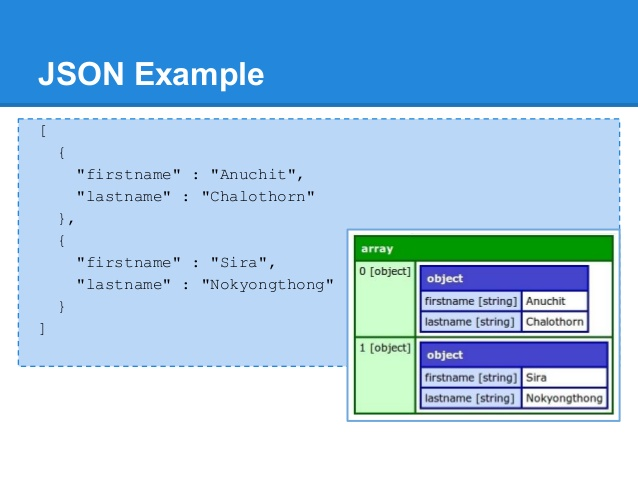 JSON Example
[
{
"firstname" : "Anuchit",
"lastname" : "Chalothorn"
},
{
"firstname" : "Sira",
"lastname" : "Nokyongthong"
}
]
array
0 [object]
object
firstname [string] Anuchit
lastname [string] Chalothorn
1 [object]
object
firstname [string] Sira
lastname [string] Nokyongthong